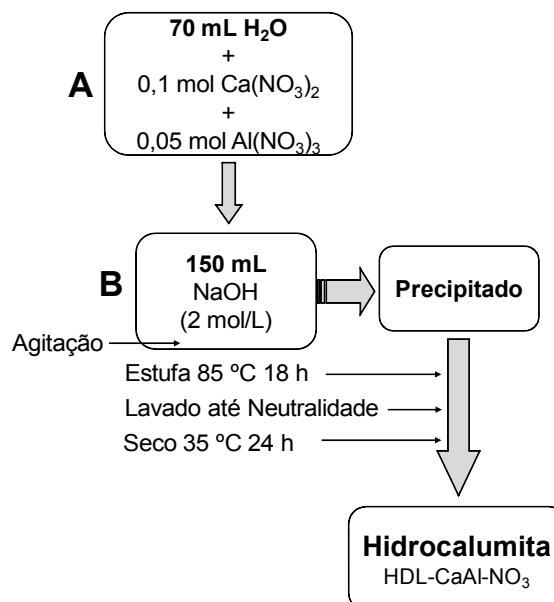 A
70 mL H₂O
+
0,1 mol Ca(NO₃)₂
+
0,05 mol Al(NO₃)₃
B
150 mL
NaOH
(2 mol/L)
Precipitado
Agitação
Estufa 85 ºC 18 h
Lavado até Neutralidade
Seco 35 ºC 24 h
Hidrocalumita
HDL-CaAl-NO₃